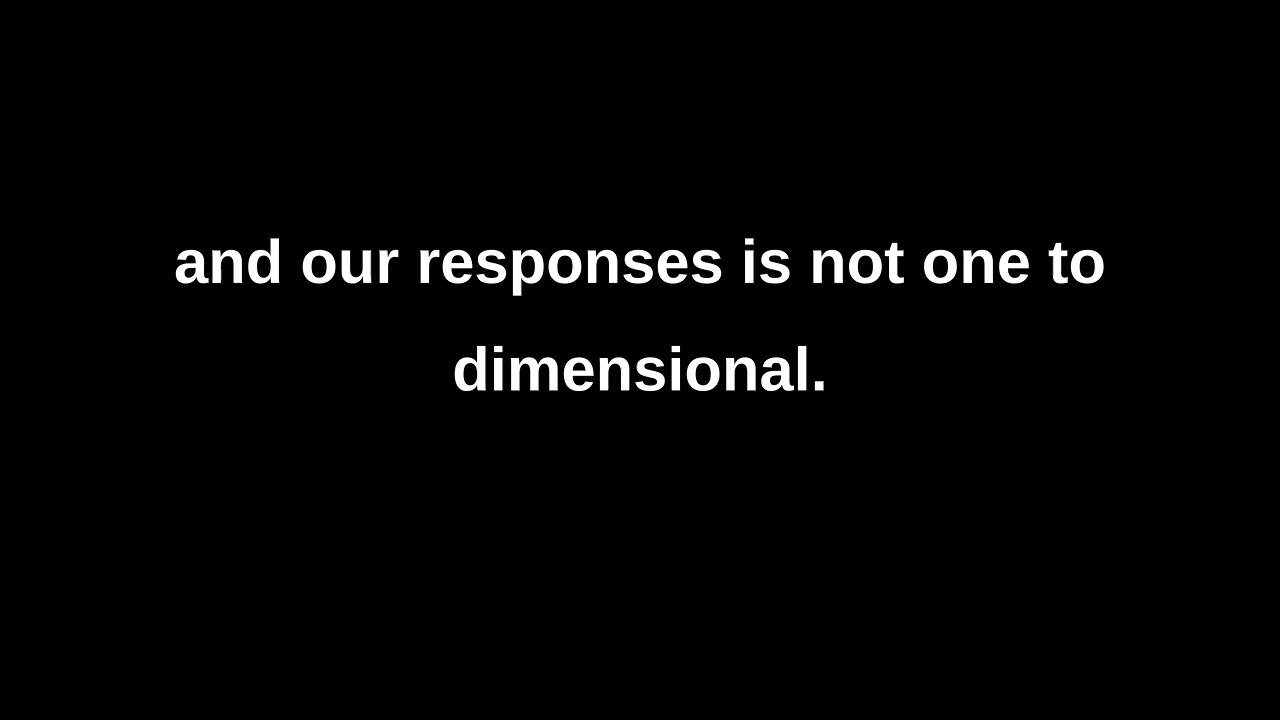 and our responses is not one to
dimensional.